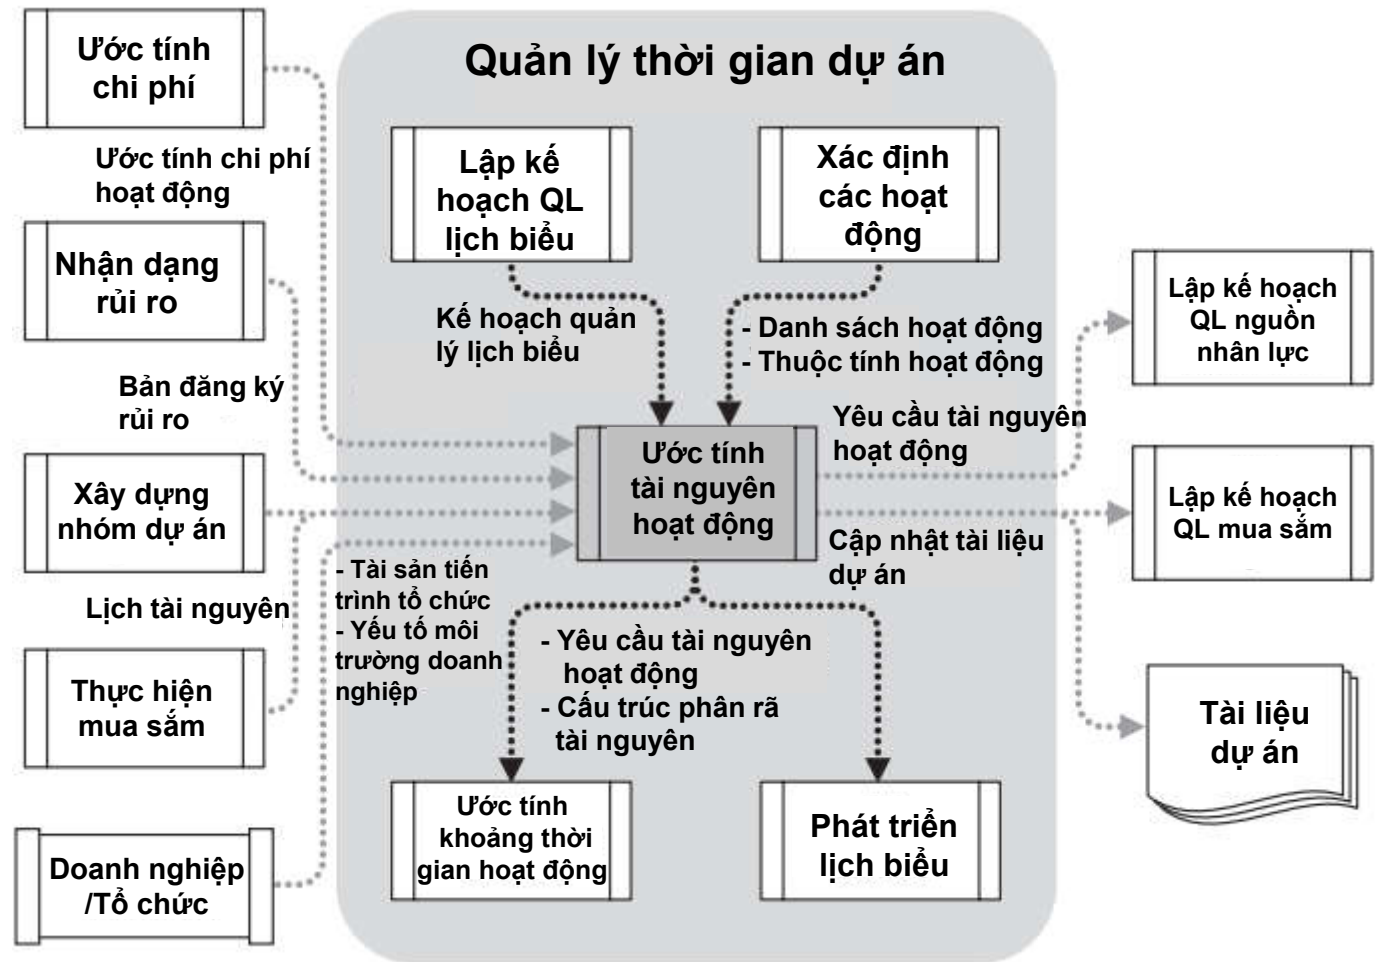 Quản lý thời gian dự án
Ước tính
chi phí
Ước tính chi phí
hoạt động
Nhận dạng
rủi ro
Bản đăng ký
rủi ro
Xây dựng
nhóm dự án
Lịch tài nguyên
Thực hiện
mua sắm
Doanh nghiệp
/Tổ chức
- Tài sản tiến
trình tổ chức
- Yếu tố môi
trường doanh
nghiệp
Lập kế
hoạch QL
lịch biểu
Kế hoạch quản
lý lịch biểu
Xác định
các hoạt
động
- Danh sách hoạt động
- Thuộc tính hoạt động
Ước tính
tài nguyên
hoạt động
Yêu cầu tài nguyên
hoạt động
Cập nhật tài liệu
dự án
- Yêu cầu tài nguyên
hoạt động
- Cấu trúc phân rã
tài nguyên
Ước tính
khoảng thời
gian hoạt động
Phát triển
lịch biểu
Lập kế hoạch
QL nguồn
nhân lực
Lập kế hoạch
QL mua sắm
Tài liệu
dự án